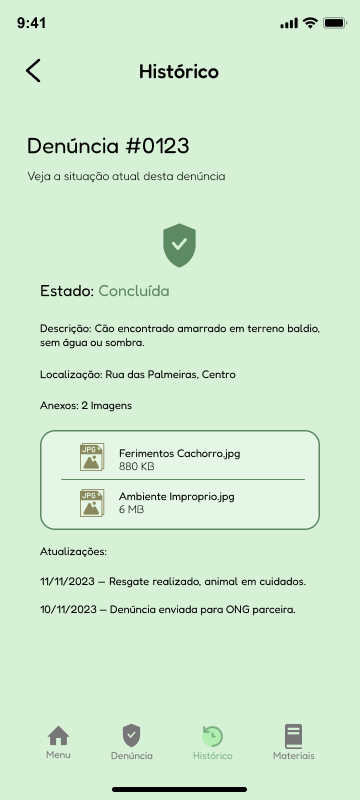 9:41
Histórico
Denúncia #0123
Veja a situação atual desta denúncia
Estado: Concluída
Descrição: Cão encontrado amarrado em terreno baldio,
sem água ou sombra.
Localização: Rua das Palmeiras, Centro
Anexos: 2 Imagens
JPG
Ferimentos Cachorro.jpg
880 KB
JPG
Ambiente Improprio.jpg
6 MB
Atualizações:
11/11/2023 — Resgate realizado, animal em cuidados.
10/11/2023 — Denúncia enviada para ONG parceira.
Menu
Denúncia
Histórico
Materiais